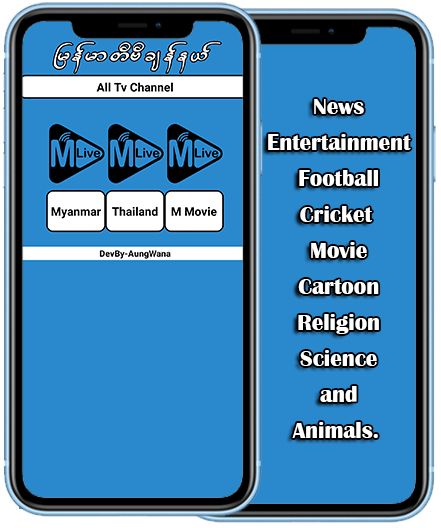 မြန်မာတီဗီချန်နယ်
All Tv Channel
M Live M Live M Live
Myanmar Thailand M Movie
DevBy-AungWana
News
Entertainment
Football
Cricket
Movie
Cartoon
Religion
Science
and
Animals.